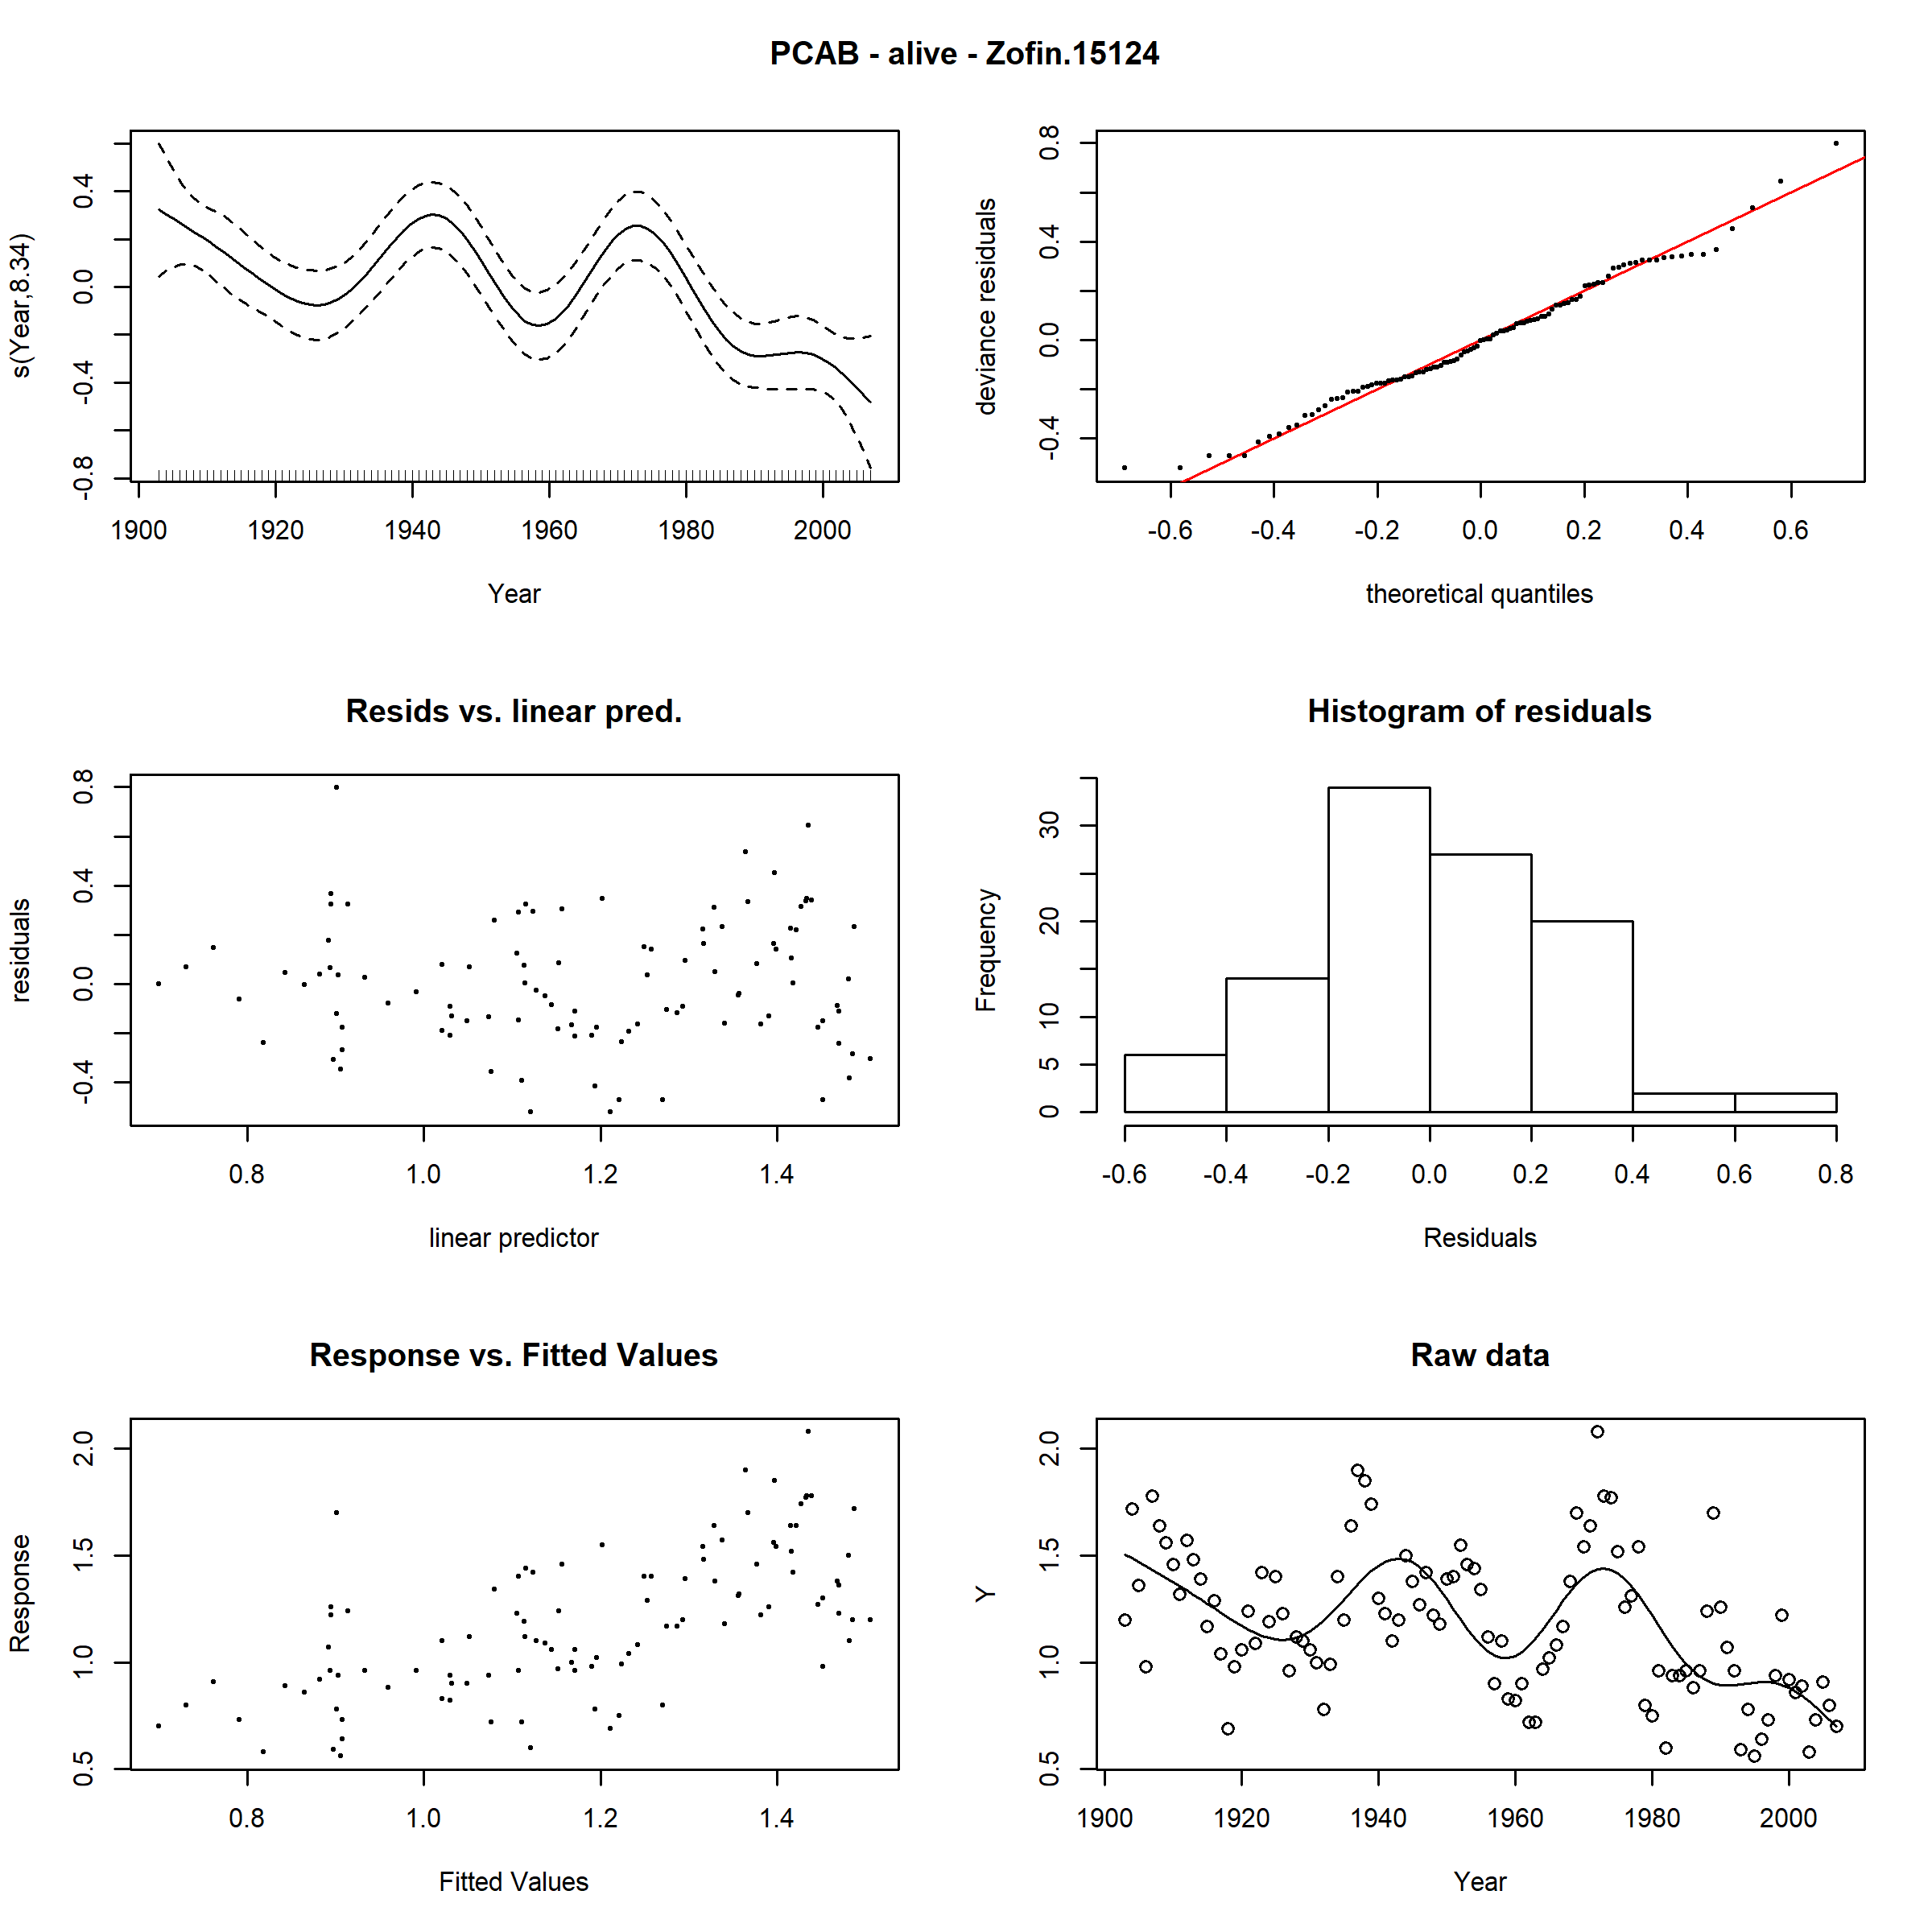 PCAB - alive - Zofin.15124
s(Year,8.34)
-0.8 -0.4 0.0 0.4
1900 1920 1940 1960 1980 2000
Year
deviance residuals
-0.4 0.0 0.4 0.8
-0.6 -0.4 -0.2 0.0 0.2 0.4 0.6
theoretical quantiles
Resids vs. linear pred.
residuals
-0.4 0.0 0.4 0.8
0.8 1.0 1.2 1.4
linear predictor
Histogram of residuals
Frequency
0 5 10 20 30
-0.6 -0.4 -0.2 0.0 0.2 0.4 0.6 0.8
Residuals
Response vs. Fitted Values
Response
0.5 1.0 1.5 2.0
0.8 1.0 1.2 1.4
Fitted Values
Raw data
Y
0.5 1.0 1.5 2.0
1900 1920 1940 1960 1980 2000
Year